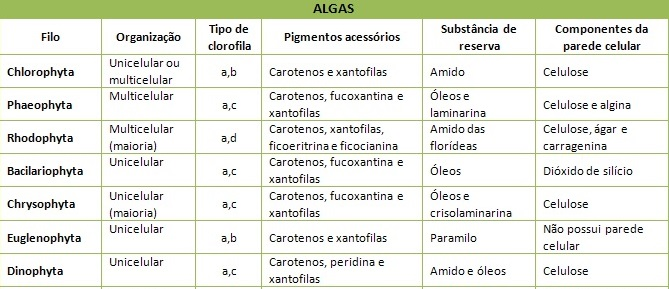 ALGAS
Filo | Organização | Tipo de clorofila | Pigmentos acessórios | Substância de reserva | Componentes da parede celular
Chlorophyta | Unicelular ou multicelular | a,b | Carotenos e xantofilas | Amido | Celulose
Phaeophyta | Multicelular | a,c | Carotenos, fucoxantina e xantofilas | Óleos e laminarina | Celulose e algina
Rhodophyta | Multicelular (maioria) | a,d | Carotenos, xantofilas, ficoeritrina e ficocianina | Amido das florídeas | Celulose, ágar e carragenina
Bacilariophyta | Unicelular | a,c | Carotenos, fucoxantina e xantofilas | Óleos | Dióxido de silício
Chrysophyta | Unicelular (maioria) | a,c | Carotenos, fucoxantina e xantofilas | Óleos e crisolaminarina | Celulose
Euglenophyta | Unicelular | a,b | Carotenos e xantofilas | Paramilo | Não possui parede celular
Dinophyta | Unicelular | a,c | Carotenos, peridina e xantofilas | Amido e óleos | Celulose